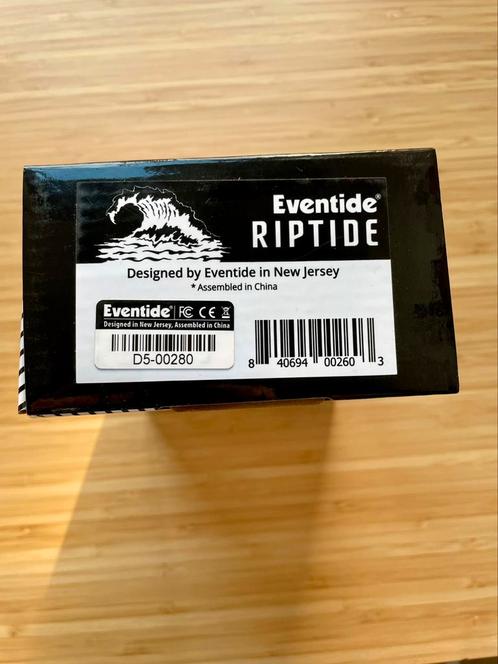 Eventide®
RIPTIDE
Designed by Eventide in New Jersey
* Assembled in China
Eventide® FC CE
Designed in New Jersey, Assembled in China
D5-00280
8 40694 00260 3